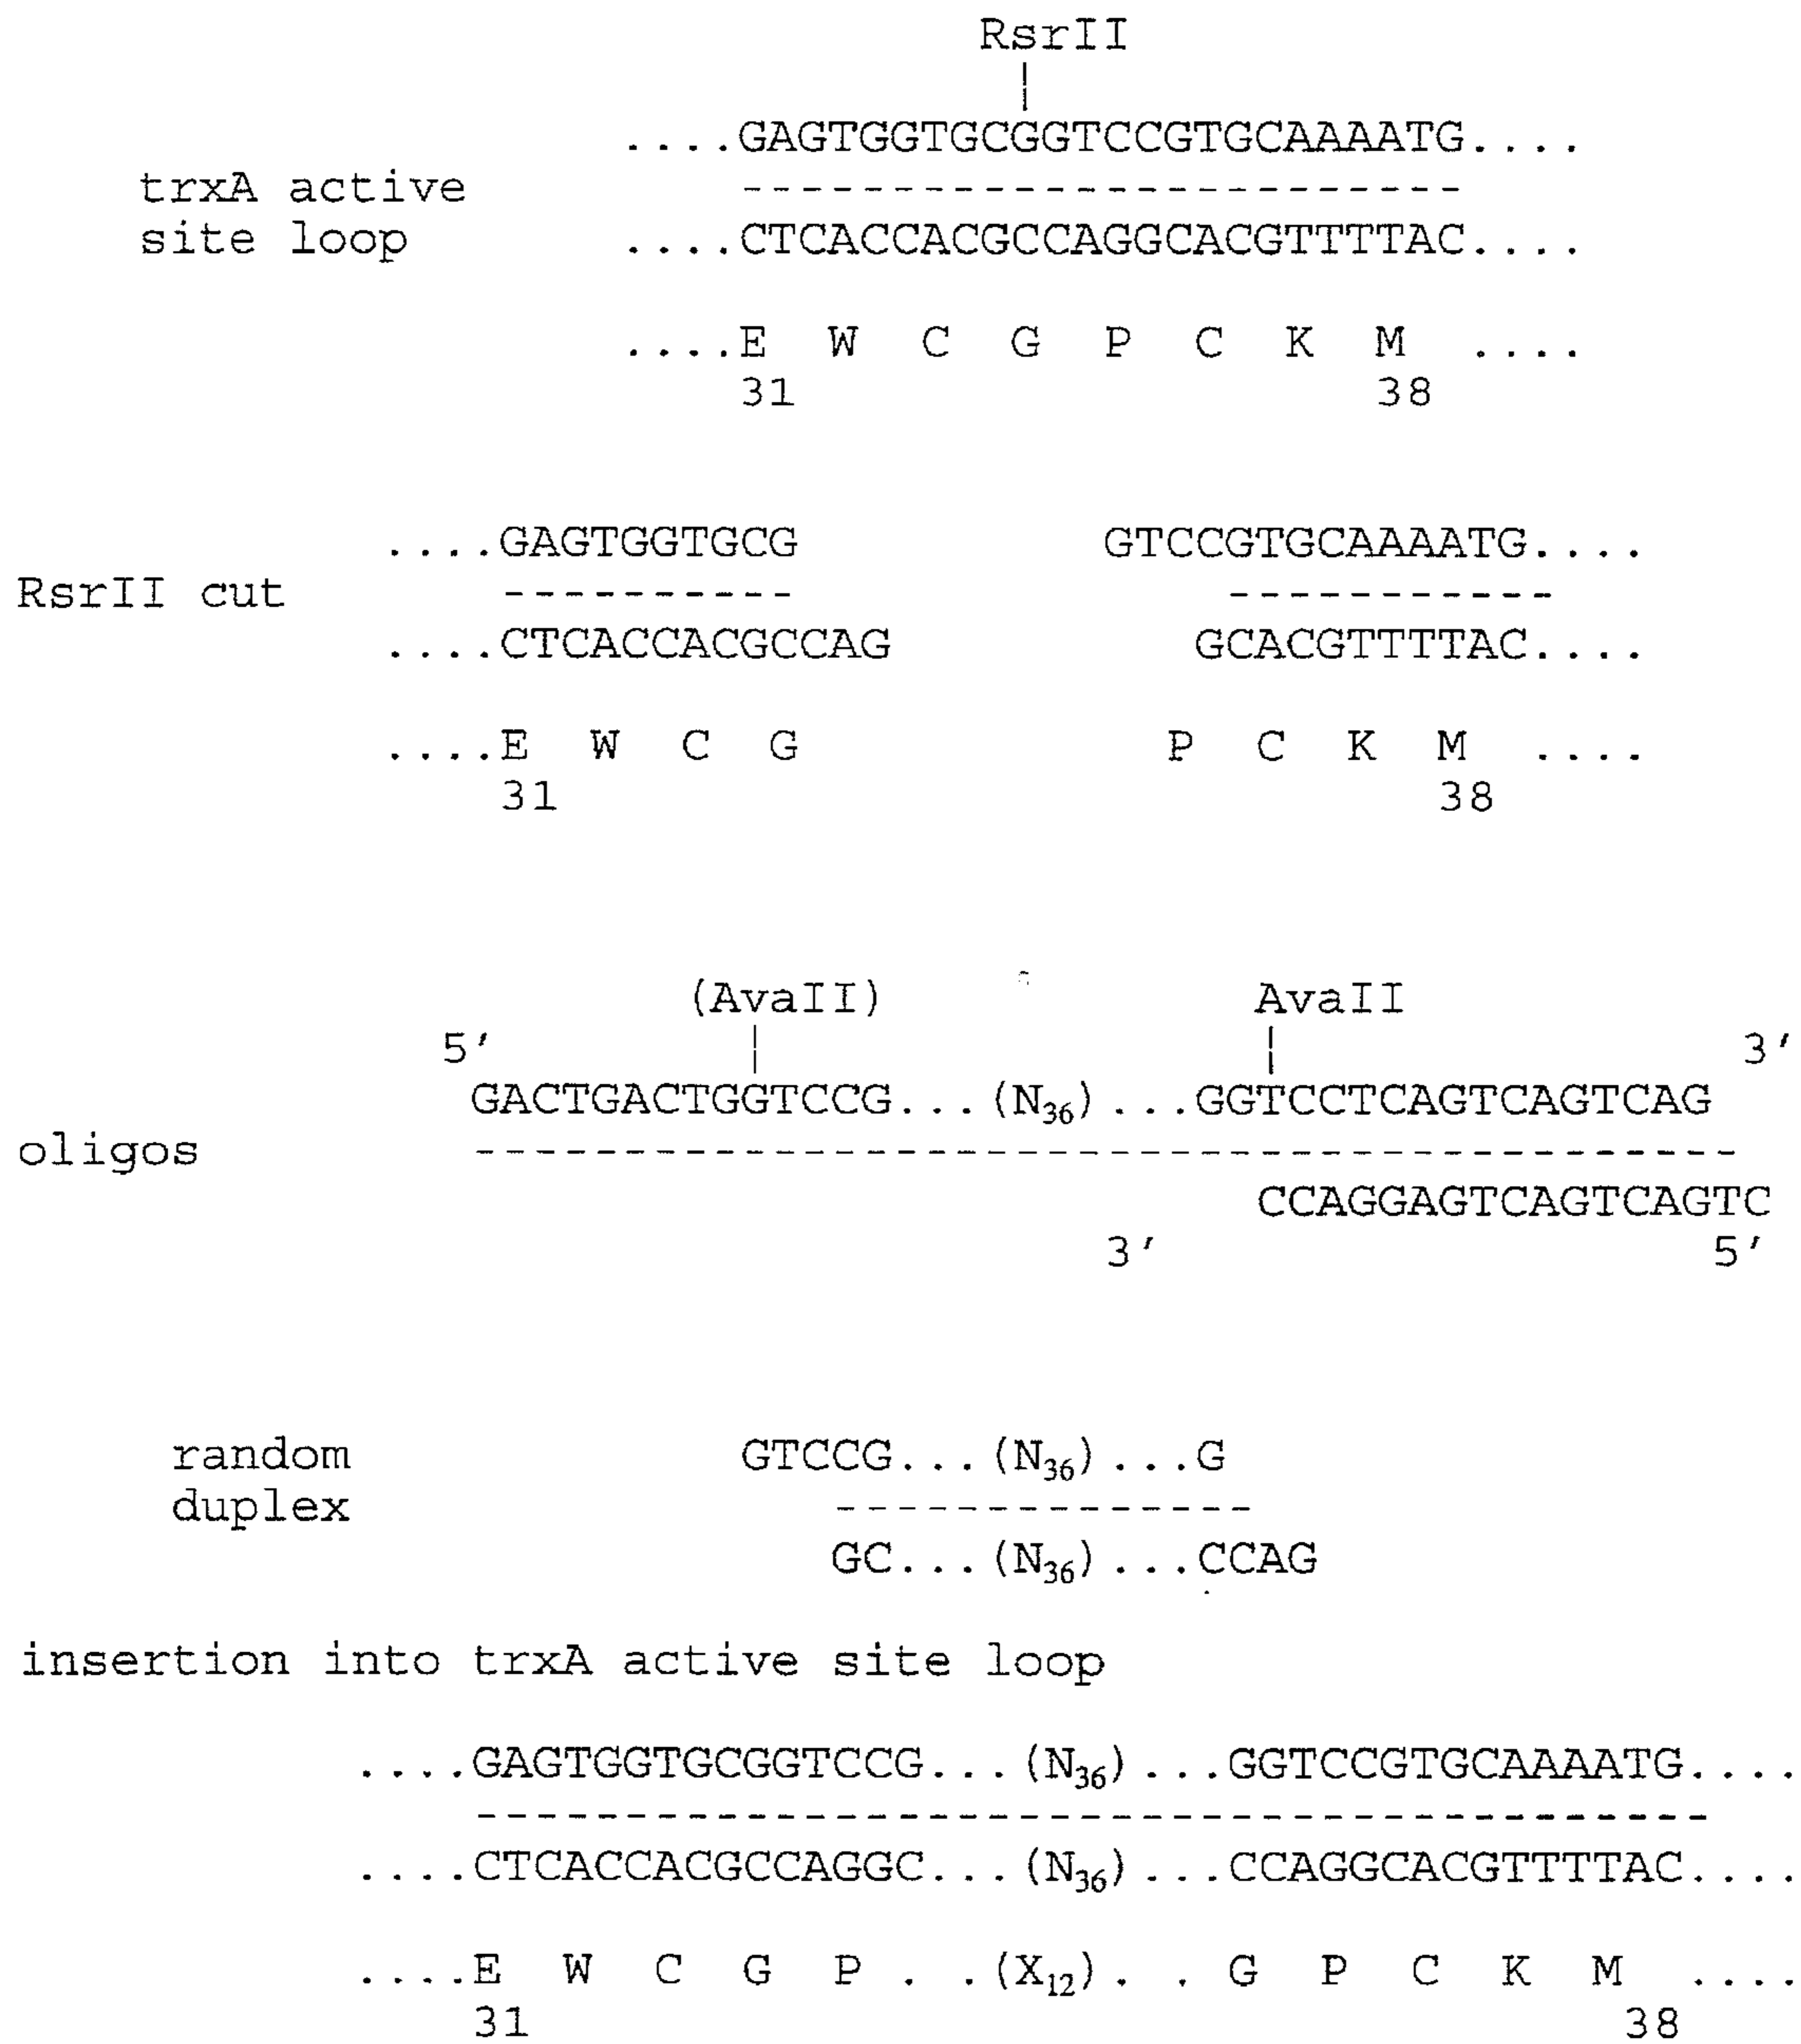 RsrII
....GAGTGGTGCGGTCCGTGCAAAATG....
trxA active
site loop
....CTCACCACGCCAGGCACGTTTTAC....
....E W C G P C K M ....
31 38
....GAGTGGTGCG GTCCGTGCAAAATG....
RsrII cut
....CTCACCACGCCAG GCACGTTTTAC....
....E W C G P C K M ....
31 38
(AvaII) AvaII
5' 3'
GACTGACTGGTCCG...(N36)...GGTCCTCAGTCAGTCAG
oligos
CCAGGAGTCAGTCAGTC
3' 5'
random GTCCG...(N36)...G
duplex
GC...(N36)...CCAG
insertion into trxA active site loop
....GAGTGGTGCGGTCCG...(N36)...GGTCCGTGCAAAATG....
....CTCACCACGCCAGGC...(N36)...CCAGGCACGTTTTAC....
....E W C G P . .(X12). . G P C K M ....
31 38